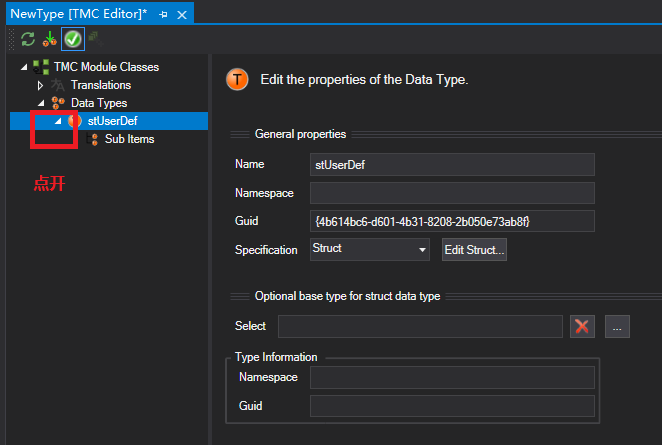 NewType [TMC Editor]*
TMC Module Classes
Translations
Data Types
stUserDef
Sub Items
点开
Edit the properties of the Data Type.
General properties
Name stUserDef
Namespace
Guid {4b614bc6-d601-4b31-8208-2b050e73ab8f}
Specification Struct Edit Struct...
Optional base type for struct data type
Select ...
Type Information
Namespace
Guid